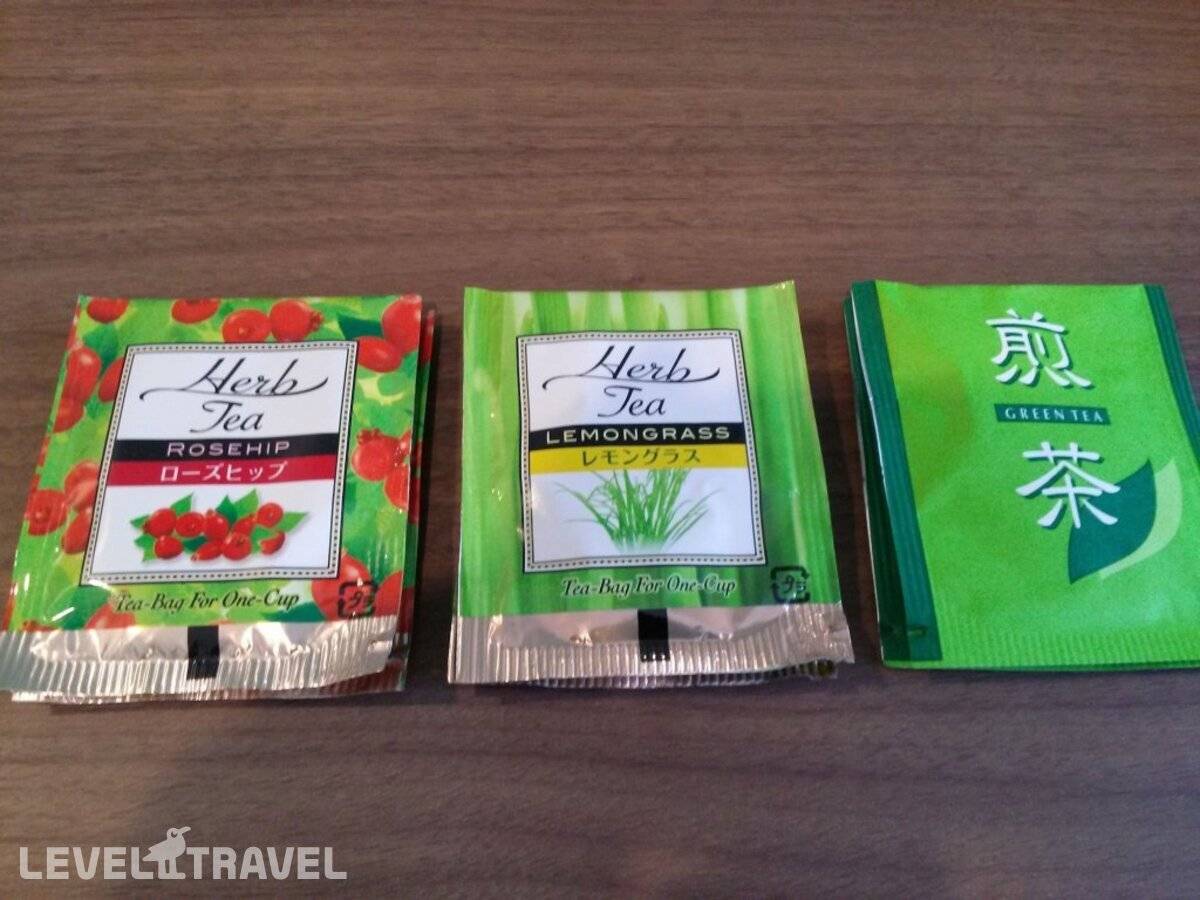 Herb
Tea
ROSEHIP
ローズヒップ
Tea-Bag For One-Cup
Herb
Tea
LEMONGRASS
レモングラス
Tea-Bag For One-Cup
煎
GREEN TEA
茶
LEVEL TRAVEL